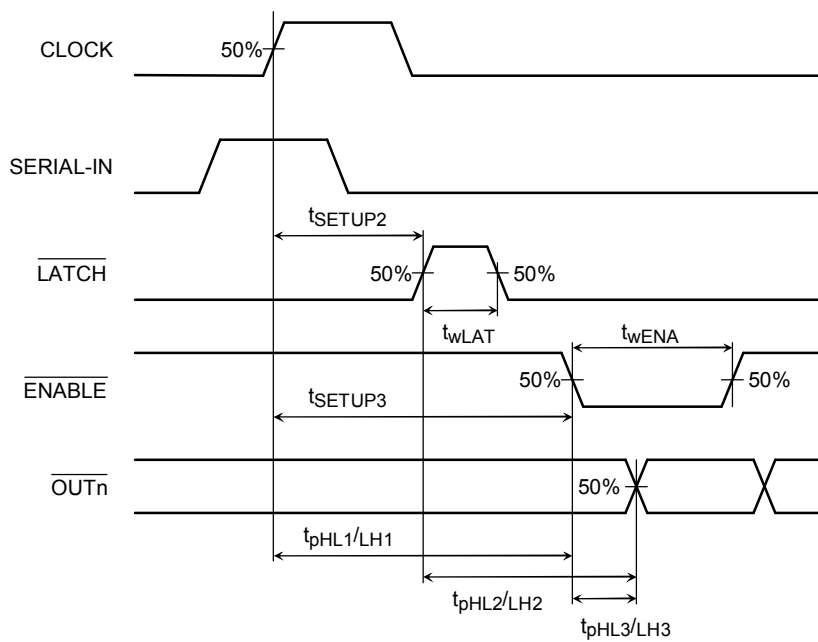 CLOCK
50%
SERIAL-IN
tSETUP2
LATCH
50%
50%
twLAT
twENA
ENABLE
50%
50%
tSETUP3
OUTn
50%
tpHL1/LH1
tpHL2/LH2
tpHL3/LH3